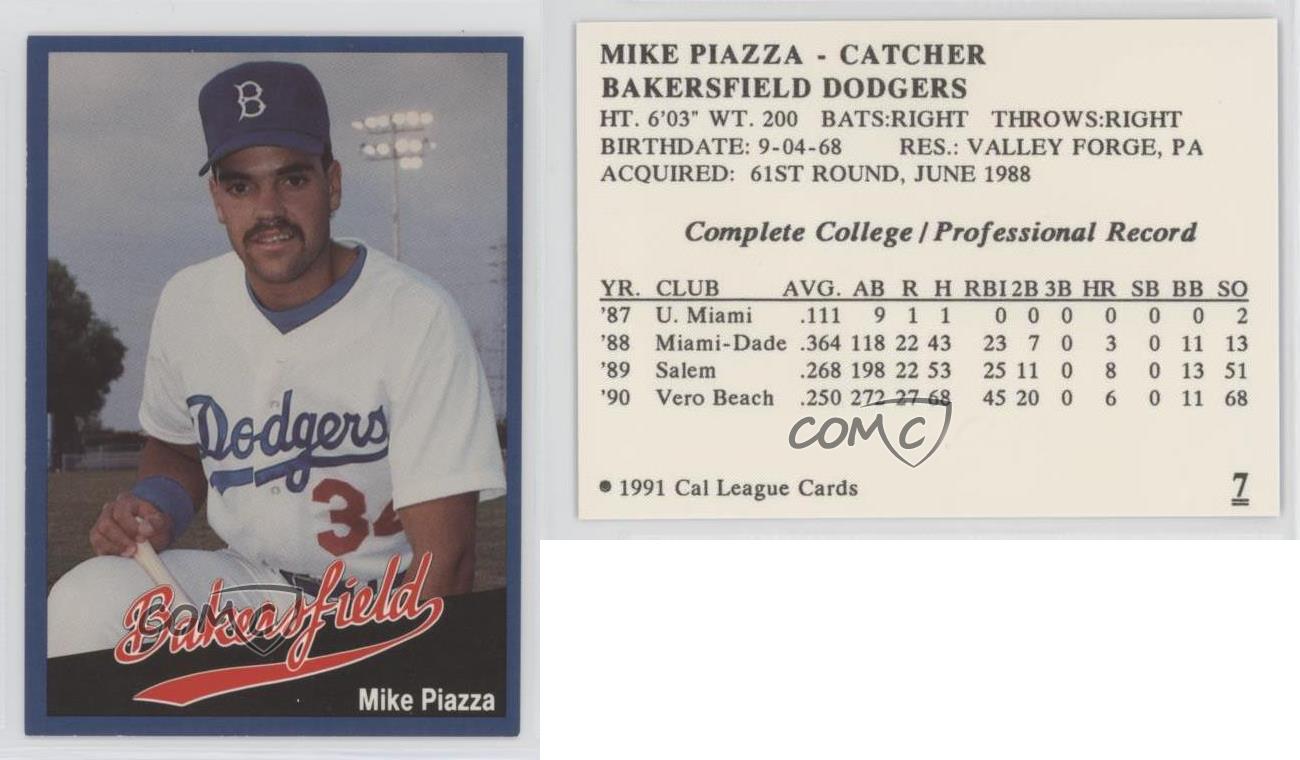 B
Dodgers
34
Bakersfield
COMC
Mike Piazza
MIKE PIAZZA - CATCHER
BAKERSFIELD DODGERS
HT. 6'03" WT. 200 BATS:RIGHT THROWS:RIGHT
BIRTHDATE: 9-04-68 RES.: VALLEY FORGE, PA
ACQUIRED: 61ST ROUND, JUNE 1988
Complete College / Professional Record
YR. CLUB AVG. AB R H RBI 2B 3B HR SB BB SO
'87 U. Miami .111 9 1 1 0 0 0 0 0 0 2
'88 Miami-Dade .364 118 22 43 23 7 0 3 0 11 13
'89 Salem .268 198 22 53 25 11 0 8 0 13 51
'90 Vero Beach .250 272 27 68 45 20 0 6 0 11 68
COMC
1991 Cal League Cards 7